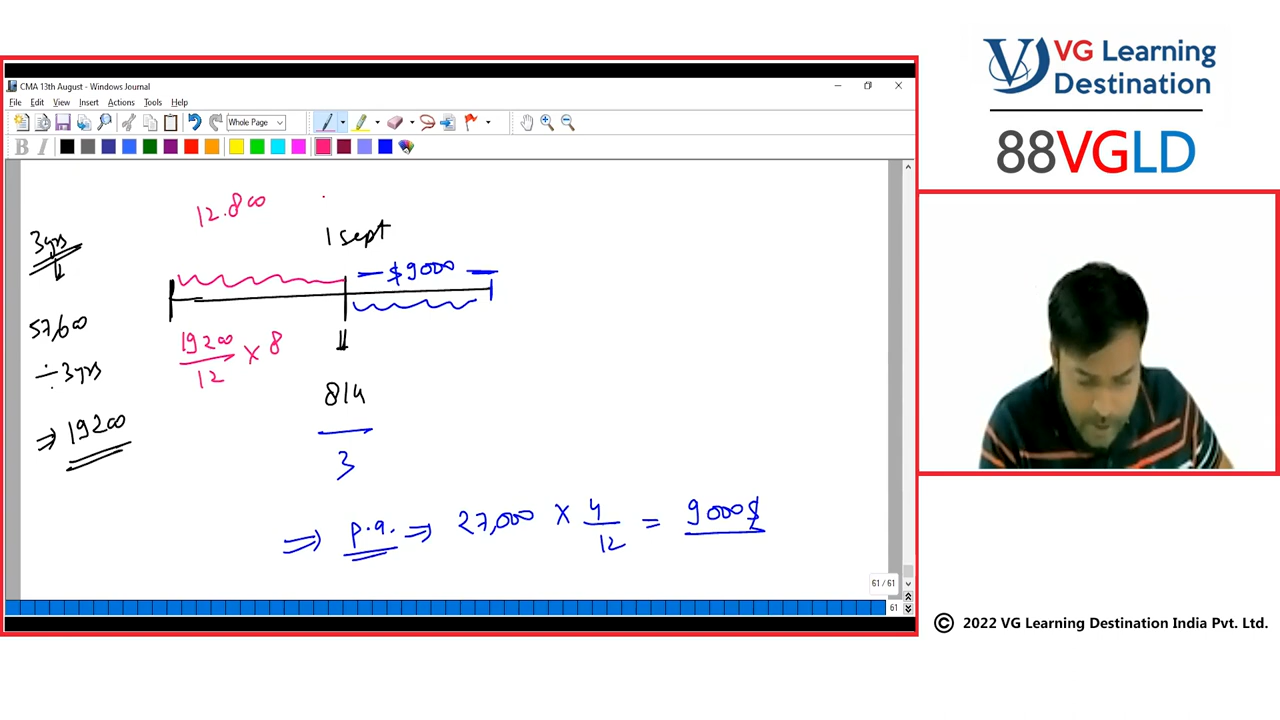 CMA 13th August - Windows Journal
File Edit View Insert Actions Tools Help
Whole Page
B I
12.800
1 sept
3yrs
$9000
57,600
÷3yrs
⇒ 19200
19200
12
× 8
814
3
⇒ p.a. ⇒ 27,000 × 4/12 = 9000$
61 / 61
61
VG Learning
Destination
88VGLD
© 2022 VG Learning Destination India Pvt. Ltd.